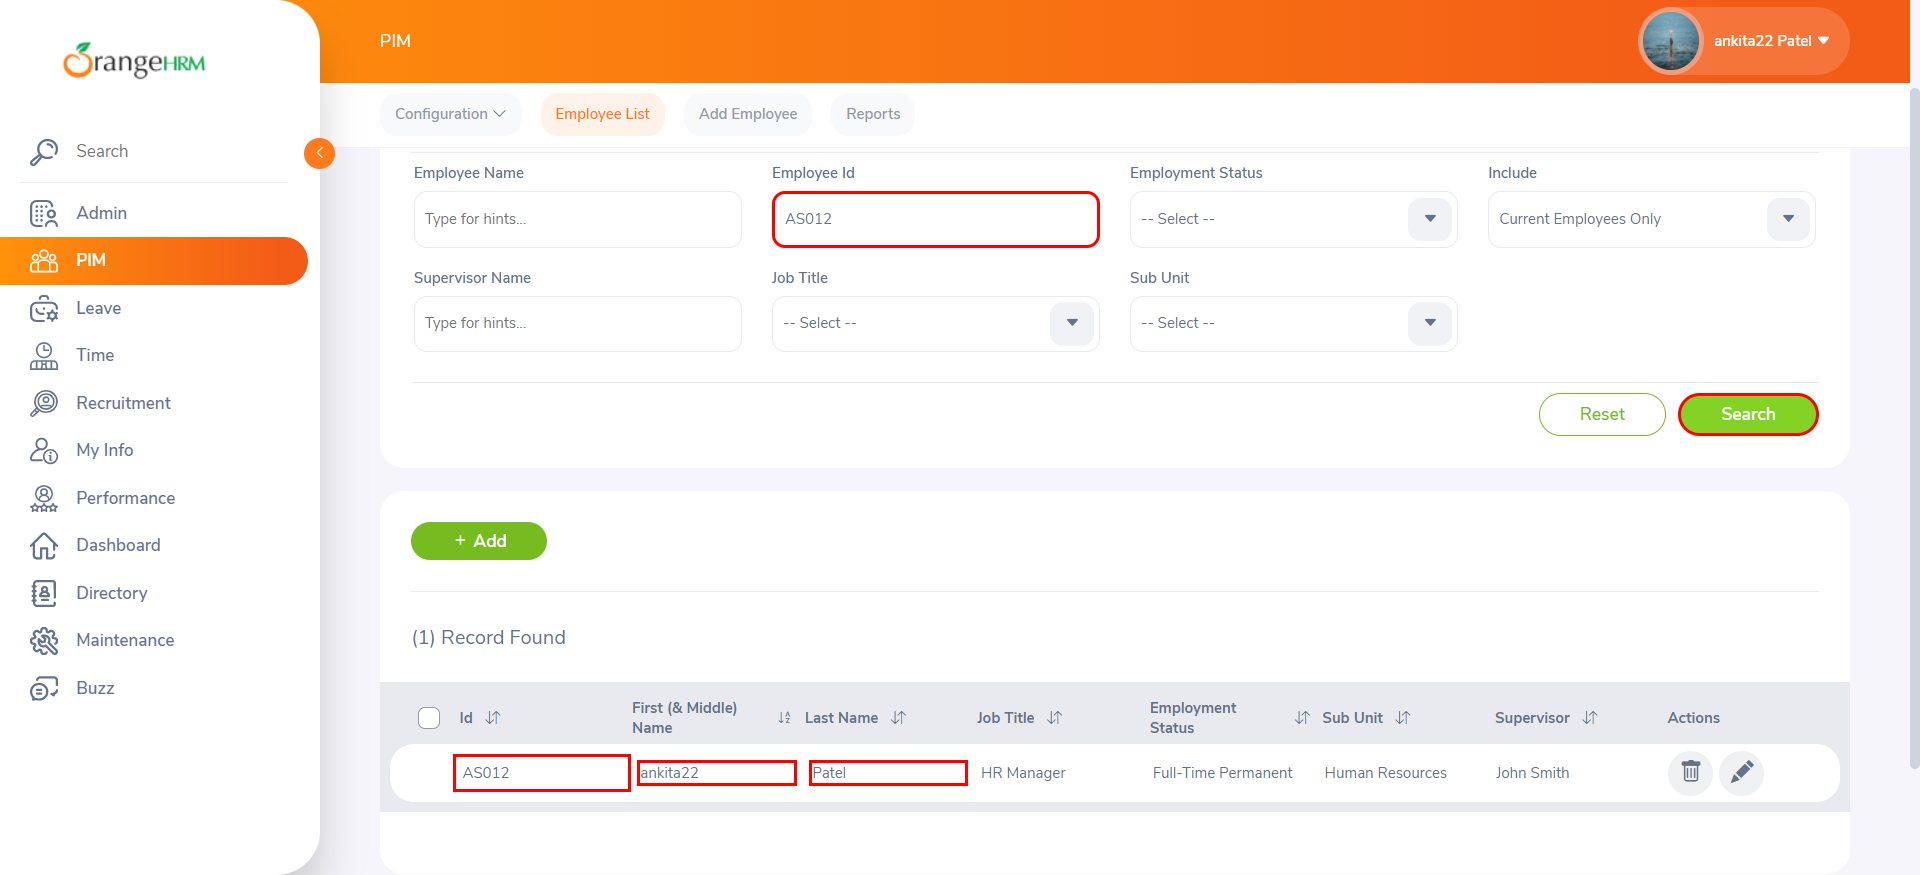 OrangeHRM
Search
Admin
PIM
Leave
Time
Recruitment
My Info
Performance
Dashboard
Directory
Maintenance
Buzz
PIM
ankita22 Patel
Configuration
Employee List
Add Employee
Reports
Employee Name
Employee Id
Employment Status
Include
Type for hints...
AS012
-- Select --
Current Employees Only
Supervisor Name
Job Title
Sub Unit
Type for hints...
-- Select --
-- Select --
Reset
Search
+ Add
(1) Record Found
Id
First (& Middle)
Name
Last Name
Job Title
Employment
Status
Sub Unit
Supervisor
Actions
AS012
ankita22
Patel
HR Manager
Full-Time Permanent
Human Resources
John Smith